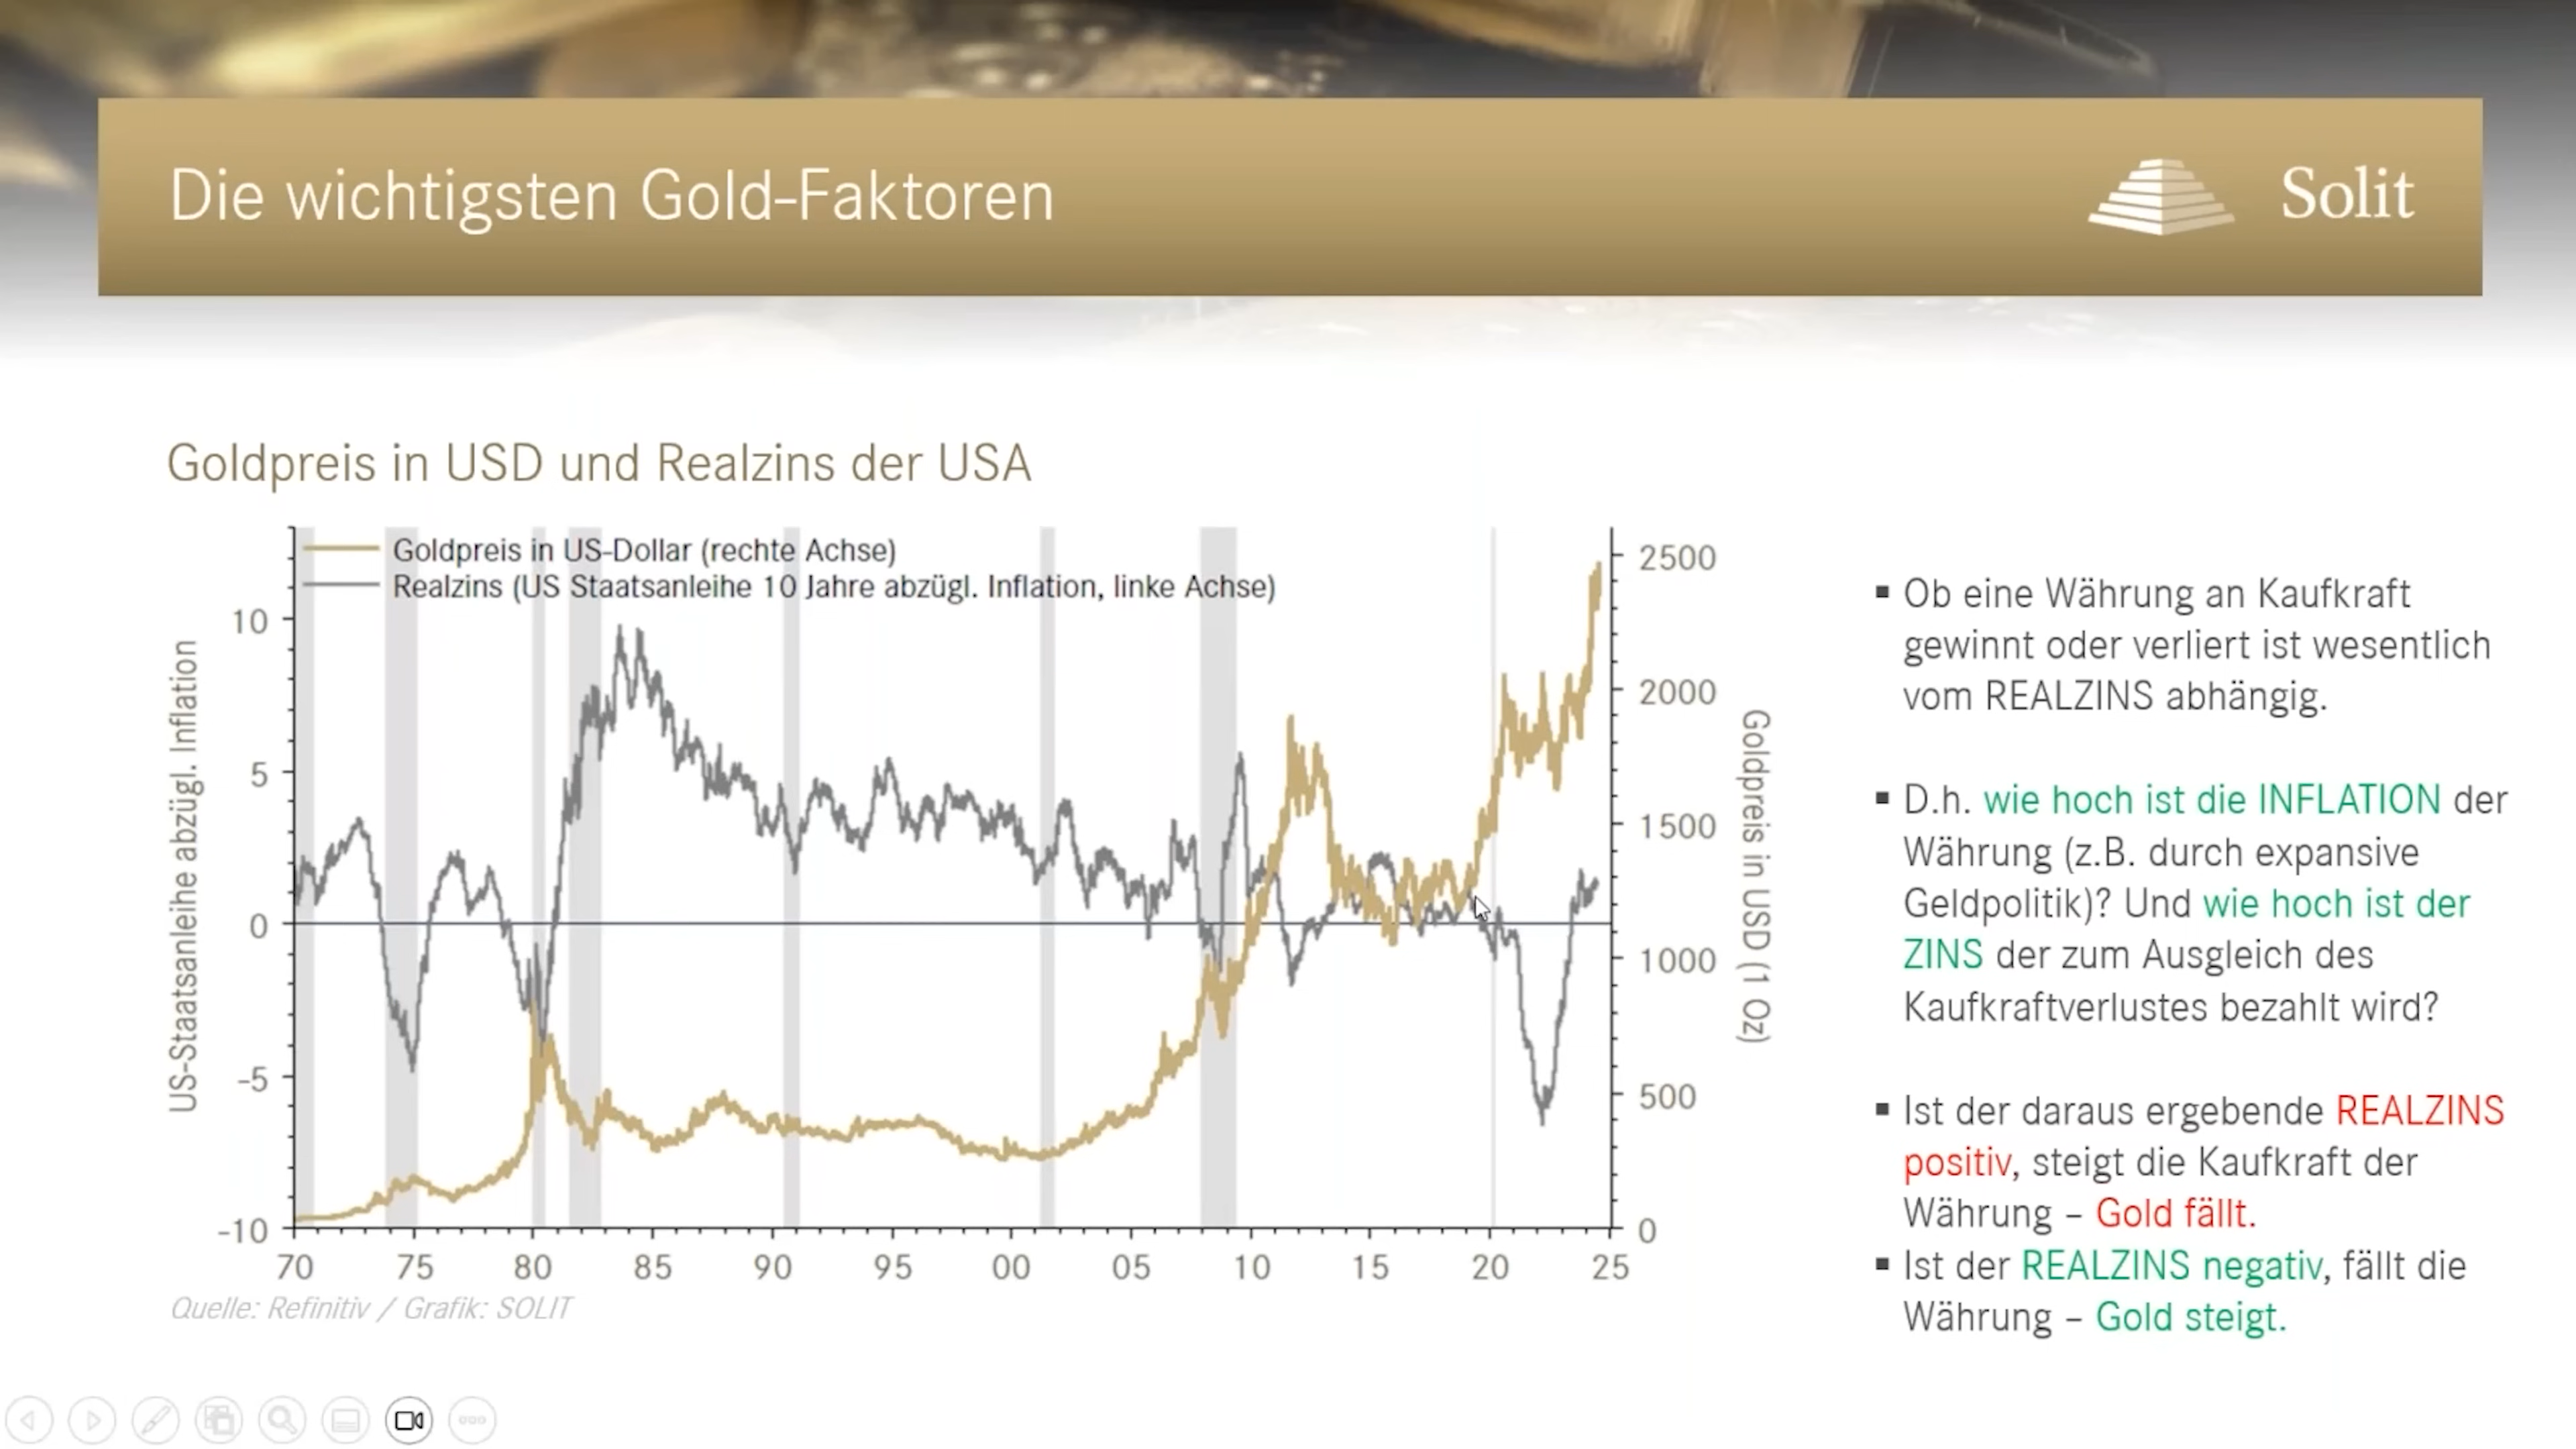 Die wichtigsten Gold-Faktoren
Solit
Goldpreis in USD und Realzins der USA
Goldpreis in US-Dollar (rechte Achse)
Realzins (US Staatsanleihe 10 Jahre abzügl. Inflation, linke Achse)
US-Staatsanleihe abzügl. Inflation
10
5
0
-5
-10
2500
2000
1500
1000
500
0
Goldpreis in USD (1 Oz)
70 75 80 85 90 95 00 05 10 15 20 25
Quelle: Refinitiv / Grafik: SOLIT
▪ Ob eine Währung an Kaufkraft
gewinnt oder verliert ist wesentlich
vom REALZINS abhängig.
▪ D.h. wie hoch ist die INFLATION der
Währung (z.B. durch expansive
Geldpolitik)? Und wie hoch ist der
ZINS der zum Ausgleich des
Kaufkraftverlustes bezahlt wird?
▪ Ist der daraus ergebende REALZINS
positiv, steigt die Kaufkraft der
Währung – Gold fällt.
▪ Ist der REALZINS negativ, fällt die
Währung – Gold steigt.